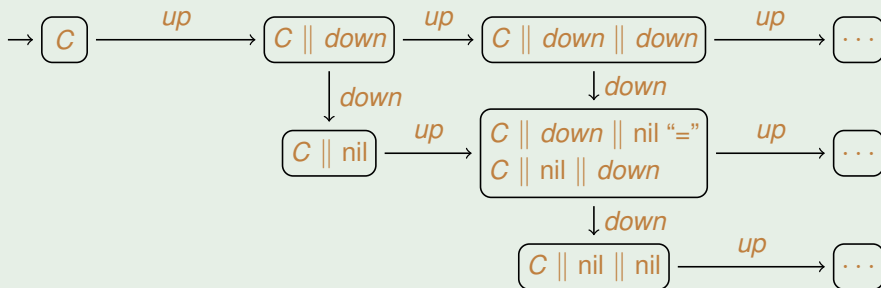 up up up
C C ∥ down C ∥ down ∥ down ···
down down
C ∥ nil up C ∥ down ∥ nil “=” up ···
C ∥ nil ∥ down
down
C ∥ nil ∥ nil up ···